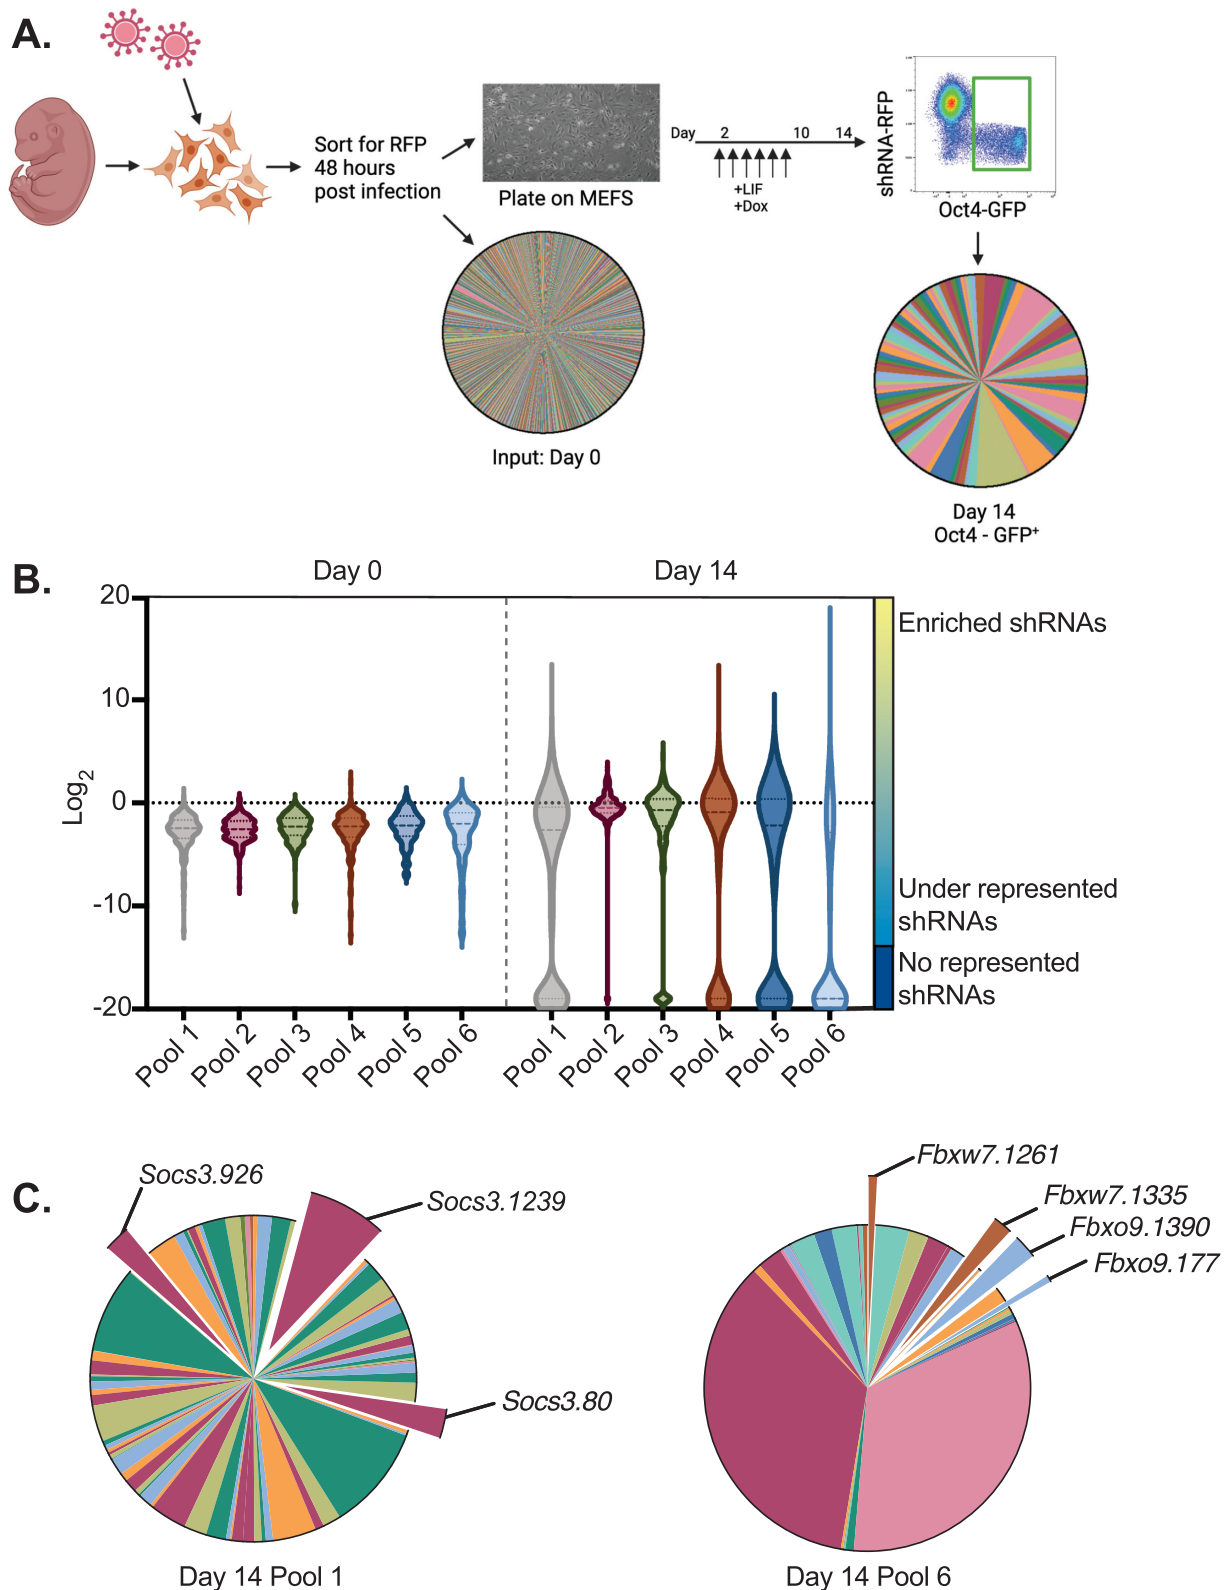 A.
Sort for RFP
48 hours
post infection
Plate on MEFS
Day 2 10 14
+LIF
+Dox
shRNA-RFP
Oct4-GFP
Input: Day 0
Day 14
Oct4 - GFP⁺
B.
Day 0
Day 14
Log₂
20
10
0
-10
-20
Enriched shRNAs
Under represented
shRNAs
No represented
shRNAs
Pool 1
Pool 2
Pool 3
Pool 4
Pool 5
Pool 6
Pool 1
Pool 2
Pool 3
Pool 4
Pool 5
Pool 6
C.
Socs3.926
Socs3.1239
Socs3.80
Day 14 Pool 1
Fbxw7.1261
Fbxw7.1335
Fbxo9.1390
Fbxo9.177
Day 14 Pool 6